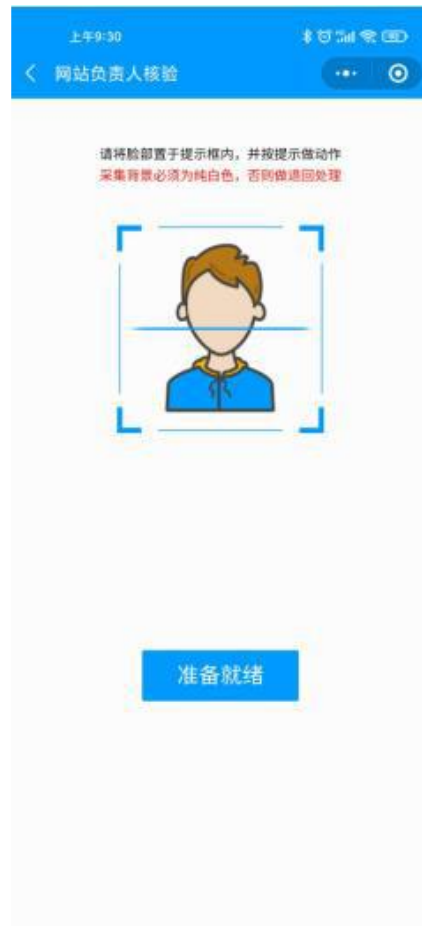 上午9:30
网站负责人核验
请将脸部置于提示框内，并按提示做动作
采集背景必须为纯白色，否则做退回处理
准备就绪